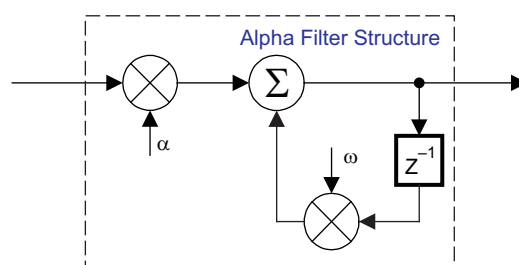 Alpha Filter Structure
Σ
α
ω
z⁻¹